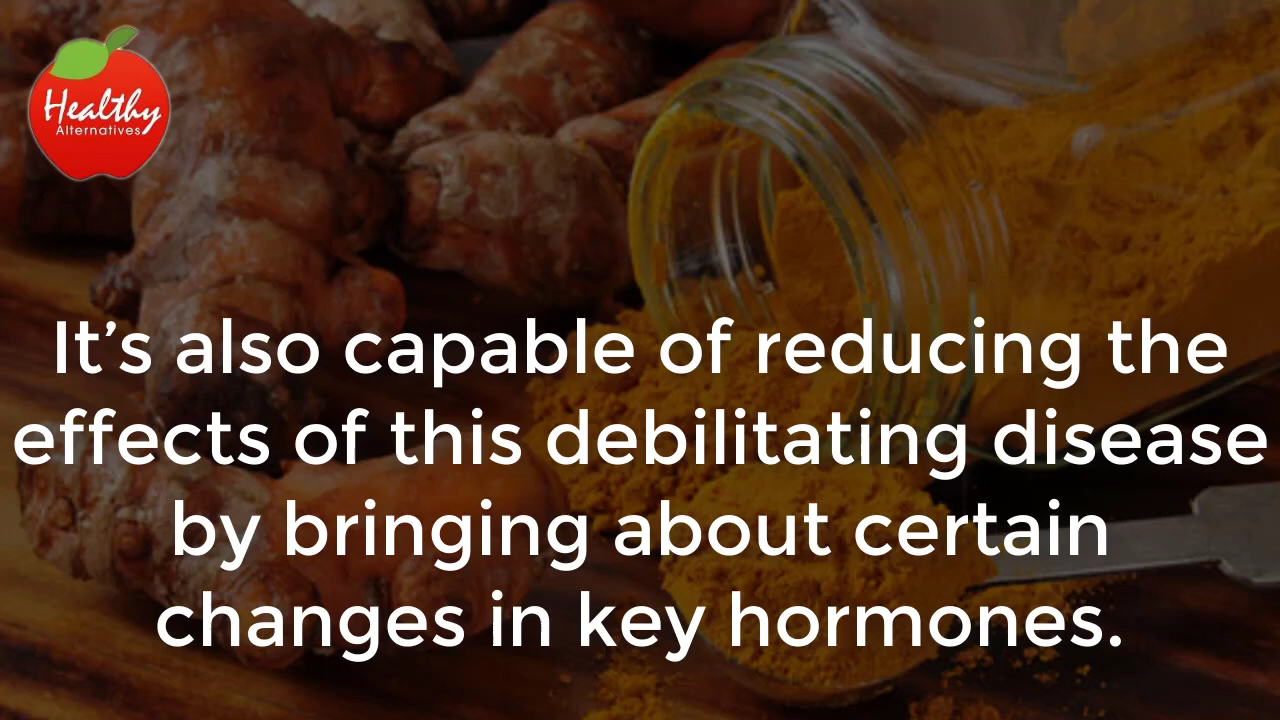 Healthy
Alternatives
It’s also capable of reducing the
effects of this debilitating disease
by bringing about certain
changes in key hormones.